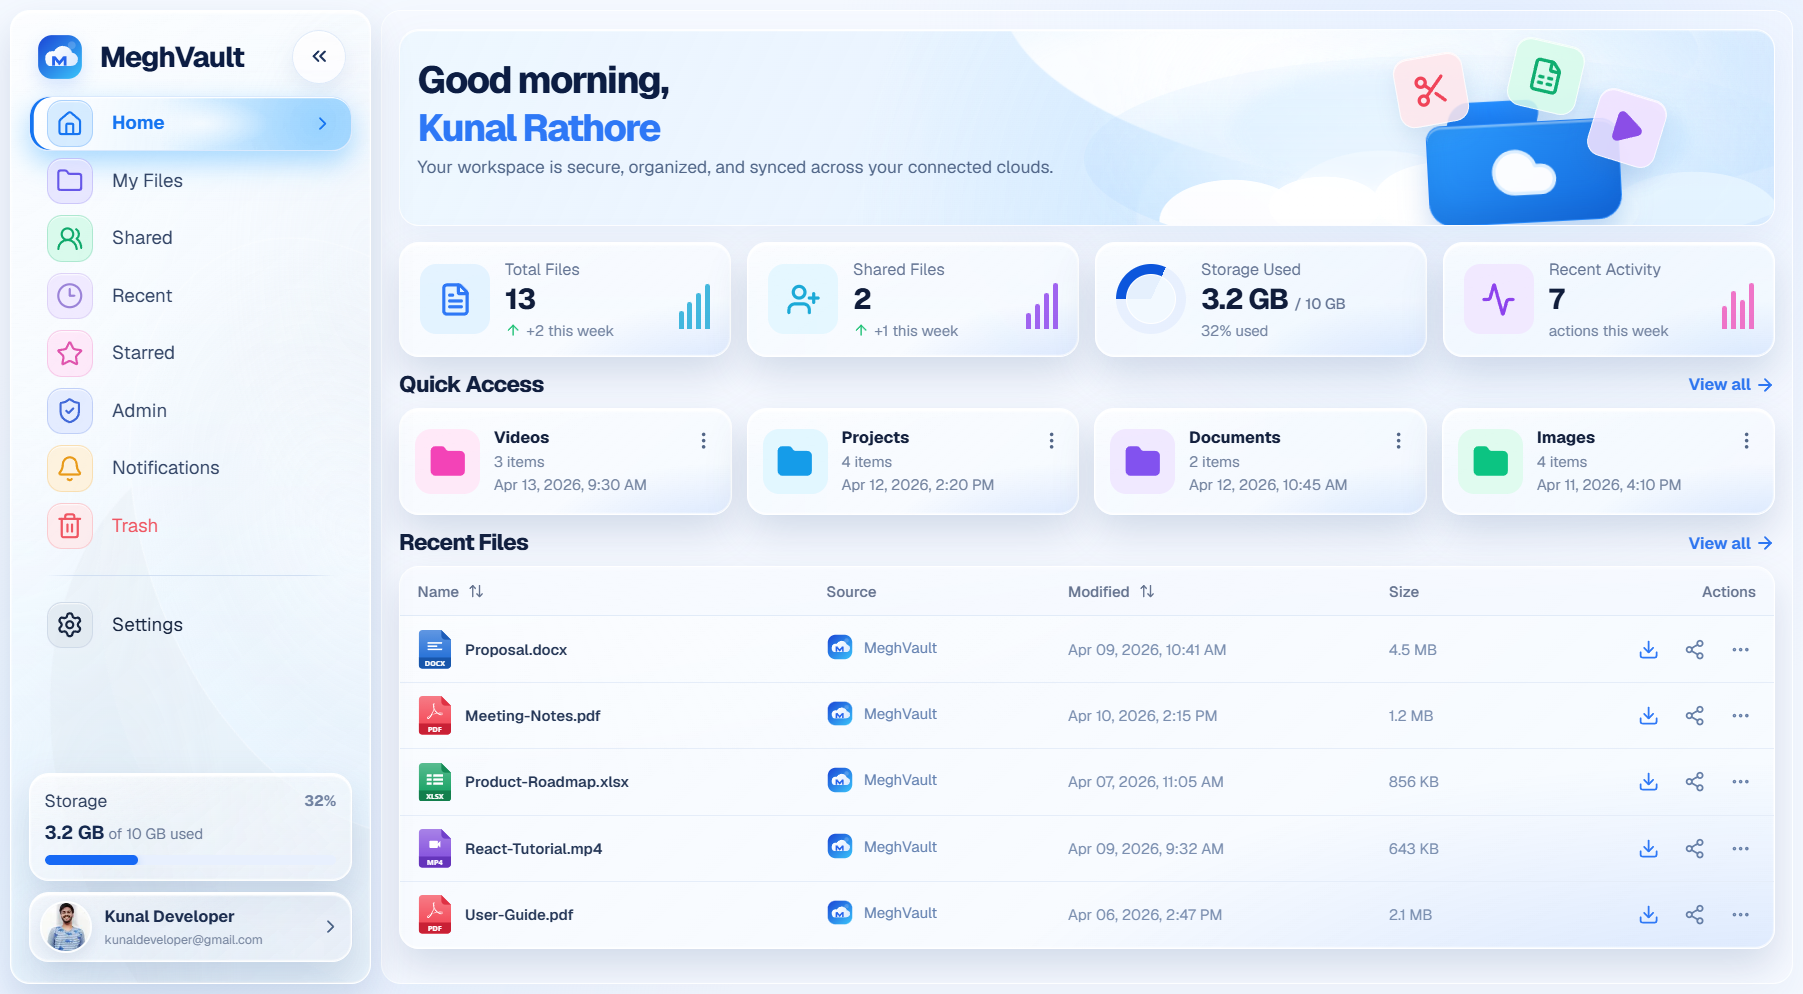 MeghVault
Home
My Files
Shared
Recent
Starred
Admin
Notifications
Trash
Settings
Storage 32%
3.2 GB of 10 GB used
Kunal Developer
kunaldeveloper@gmail.com
Good morning,
Kunal Rathore
Your workspace is secure, organized, and synced across your connected clouds.
Total Files
13
+2 this week
Shared Files
2
+1 this week
Storage Used
3.2 GB / 10 GB
32% used
Recent Activity
7
actions this week
Quick Access View all
Videos
3 items
Apr 13, 2026, 9:30 AM
Projects
4 items
Apr 12, 2026, 2:20 PM
Documents
2 items
Apr 12, 2026, 10:45 AM
Images
4 items
Apr 11, 2026, 4:10 PM
Recent Files View all
Name Source Modified Size Actions
DOCX Proposal.docx M MeghVault Apr 09, 2026, 10:41 AM 4.5 MB
PDF Meeting-Notes.pdf M MeghVault Apr 10, 2026, 2:15 PM 1.2 MB
XLSX Product-Roadmap.xlsx M MeghVault Apr 07, 2026, 11:05 AM 856 KB
MP4 React-Tutorial.mp4 M MeghVault Apr 09, 2026, 9:32 AM 643 KB
PDF User-Guide.pdf M MeghVault Apr 06, 2026, 2:47 PM 2.1 MB